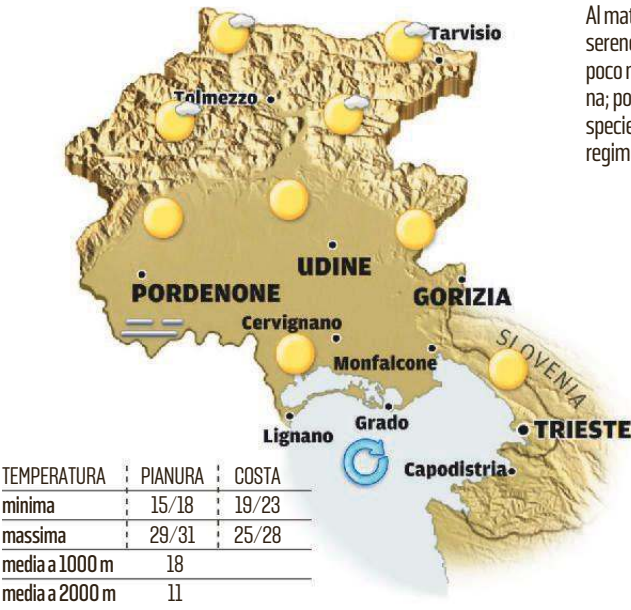 Al mat
seren
poco
na; po
specie
regim
Tarvisio
Tolmezzo
UDINE
PORDENONE
GORIZIA
Cervignano
SLOVENIA
Monfalcone
Lignano
Grado
TRIESTE
Capodistria
TEMPERATURA PIANURA COSTA
minima 15/18 19/23
massima 29/31 25/28
media a 1000 m 18
media a 2000 m 11